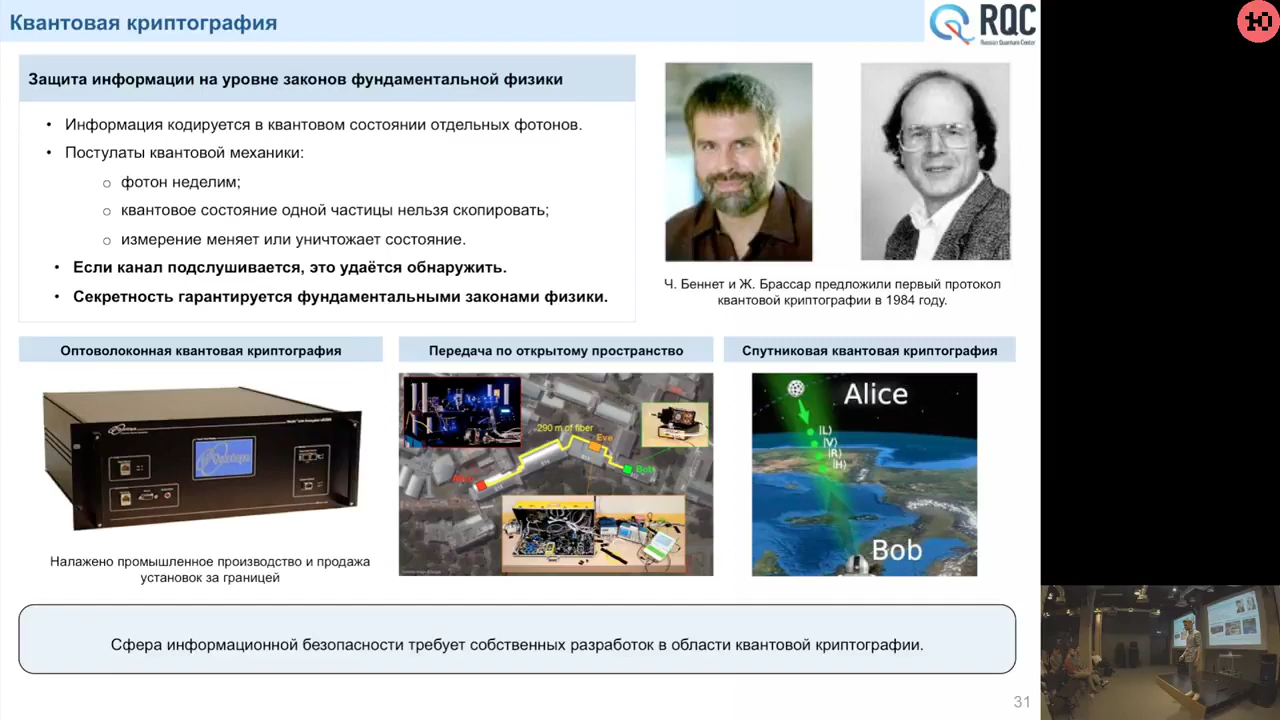 Квантовая криптография
RQC
Russian Quantum Center
Ю
Защита информации на уровне законов фундаментальной физики
• Информация кодируется в квантовом состоянии отдельных фотонов.
• Постулаты квантовой механики:
o фотон неделим;
o квантовое состояние одной частицы нельзя скопировать;
o измерение меняет или уничтожает состояние.
• Если канал подслушивается, это удаётся обнаружить.
• Секретность гарантируется фундаментальными законами физики.
Ч. Беннет и Ж. Брассар предложили первый протокол
квантовой криптографии в 1984 году.
Оптоволоконная квантовая криптография
Передача по открытому пространство
Спутниковая квантовая криптография
290 m of fiber
Eve
Bob
Alice
|L⟩
|V⟩
|R⟩
|H⟩
Bob
Налажено промышленное производство и продажа
установок за границей
Сфера информационной безопасности требует собственных разработок в области квантовой криптографии.
31